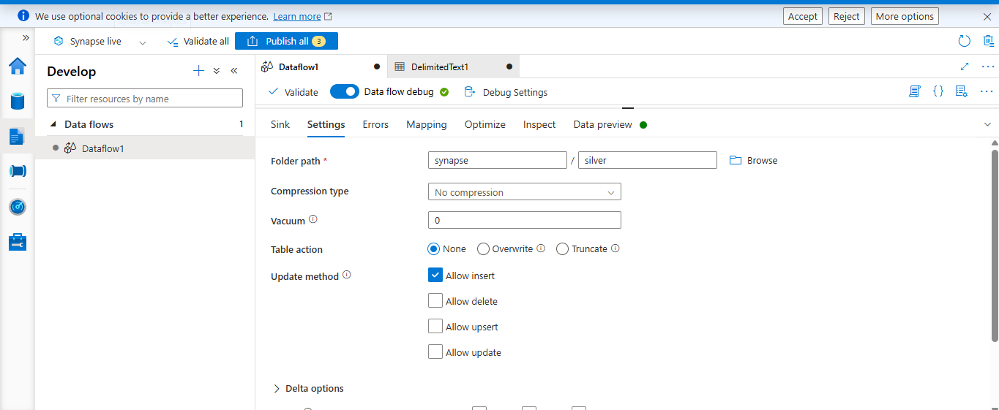 We use optional cookies to provide a better experience. Learn more
Accept
Reject
More options
Synapse live
Validate all
Publish all 3
Develop
Filter resources by name
Data flows 1
Dataflow1
Dataflow1
DelimitedText1
Validate
Data flow debug
Debug Settings
Sink Settings Errors Mapping Optimize Inspect Data preview
Folder path * synapse / silver Browse
Compression type No compression
Vacuum 0
Table action None Overwrite Truncate
Update method Allow insert
Allow delete
Allow upsert
Allow update
Delta options